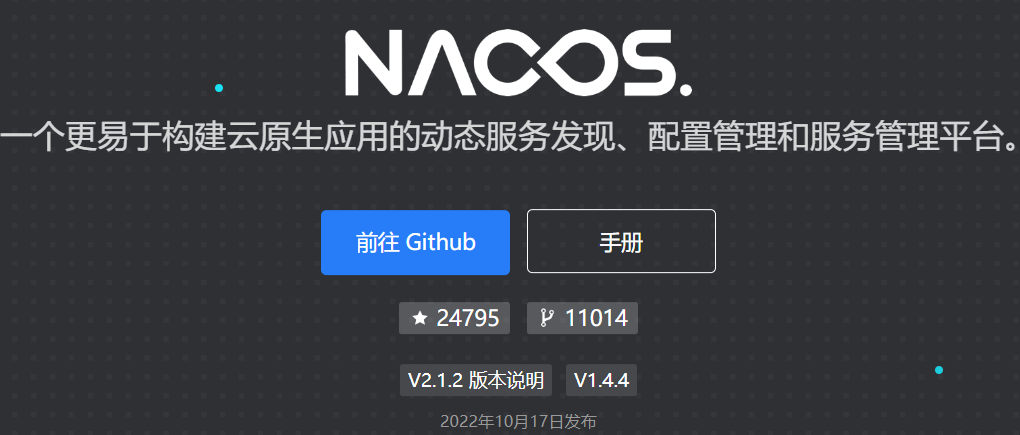 NACOS.
一个更易于构建云原生应用的动态服务发现、配置管理和服务管理平台。
前往 Github 手册
24795 11014
V2.1.2 版本说明 V1.4.4
2022年10月17日发布